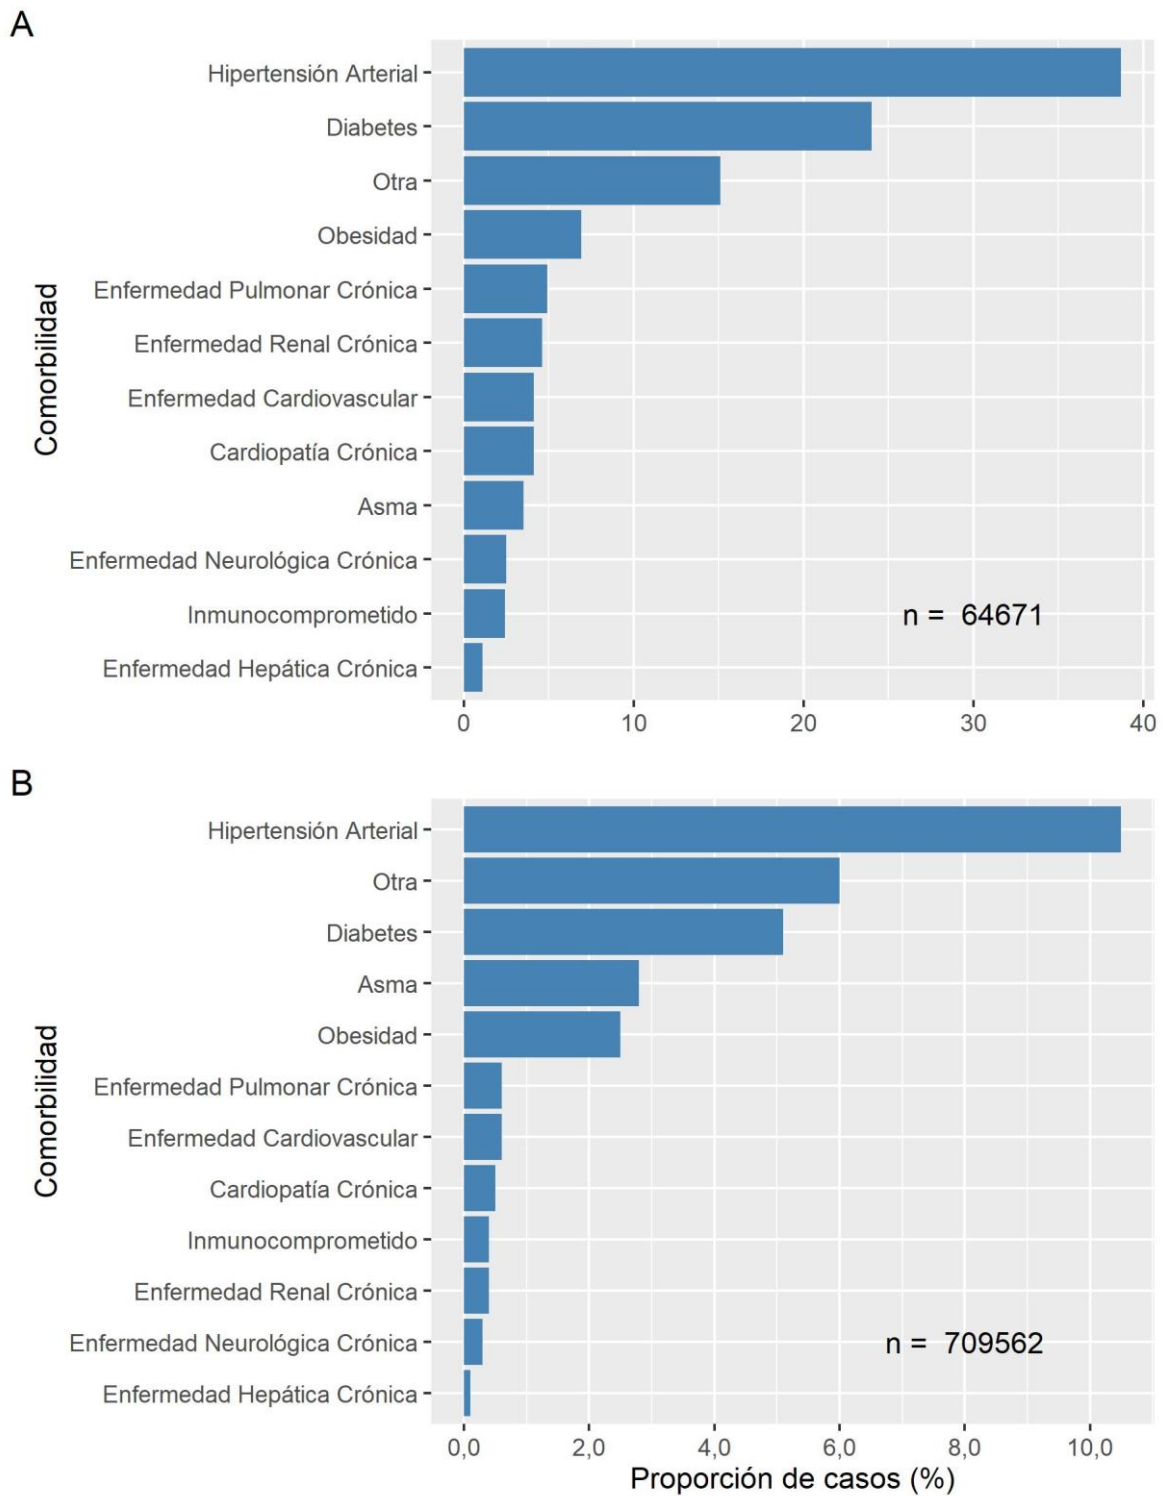 A
Comorbilidad
Hipertensión Arterial
Diabetes
Otra
Obesidad
Enfermedad Pulmonar Crónica
Enfermedad Renal Crónica
Enfermedad Cardiovascular
Cardiopatía Crónica
Asma
Enfermedad Neurológica Crónica
Inmunocomprometido
Enfermedad Hepática Crónica
n = 64671
0 10 20 30 40
B
Comorbilidad
Hipertensión Arterial
Otra
Diabetes
Asma
Obesidad
Enfermedad Pulmonar Crónica
Enfermedad Cardiovascular
Cardiopatía Crónica
Inmunocomprometido
Enfermedad Renal Crónica
Enfermedad Neurológica Crónica
Enfermedad Hepática Crónica
n = 709562
0,0 2,0 4,0 6,0 8,0 10,0
Proporción de casos (%)